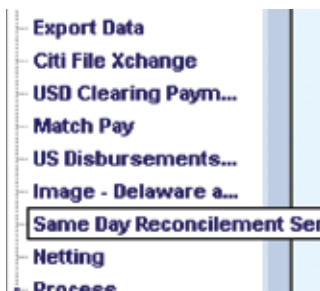 Export Data
Citi File Xchange
USD Clearing Paym...
Match Pay
US Disbursements...
Image - Delaware a...
Same Day Reconcilement Ser
Netting
Process